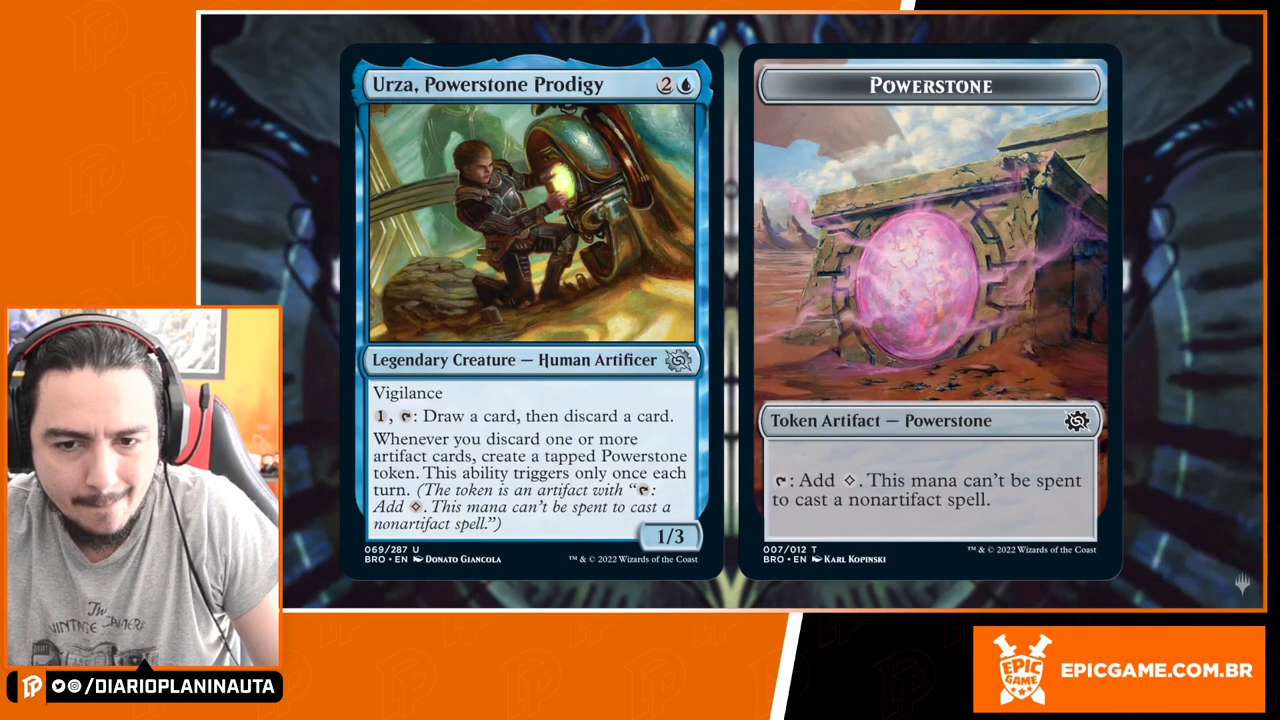 Urza, Powerstone Prodigy 2
Legendary Creature — Human Artificer
Vigilance
1, : Draw a card, then discard a card.
Whenever you discard one or more
artifact cards, create a tapped Powerstone
token. This ability triggers only once each
turn. (The token is an artifact with “:
Add . This mana can’t be spent to cast a
nonartifact spell.”)
1/3
069/287 U
BRO • EN Donato Giancola
™ & © 2022 Wizards of the Coast
Powerstone
Token Artifact — Powerstone
: Add . This mana can’t be spent
to cast a nonartifact spell.
007/012 T
BRO • EN Karl Kopinski
™ & © 2022 Wizards of the Coast
The
VINTAGE
/DIARIOPLANINAUTA
EPIC
GAME
EPICGAME.COM.BR